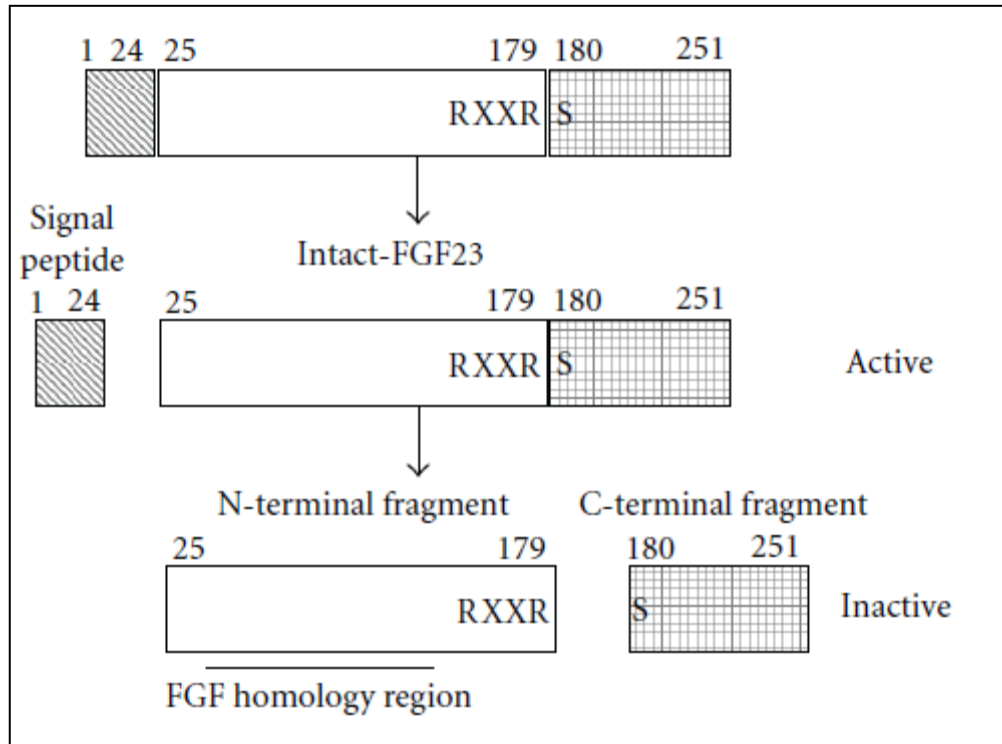 1 24 25 179 180 251
RXXR S
Signal
peptide
Intact-FGF23
1 24 25 179 180 251
RXXR S Active
N-terminal fragment C-terminal fragment
25 179 180 251
RXXR S Inactive
FGF homology region